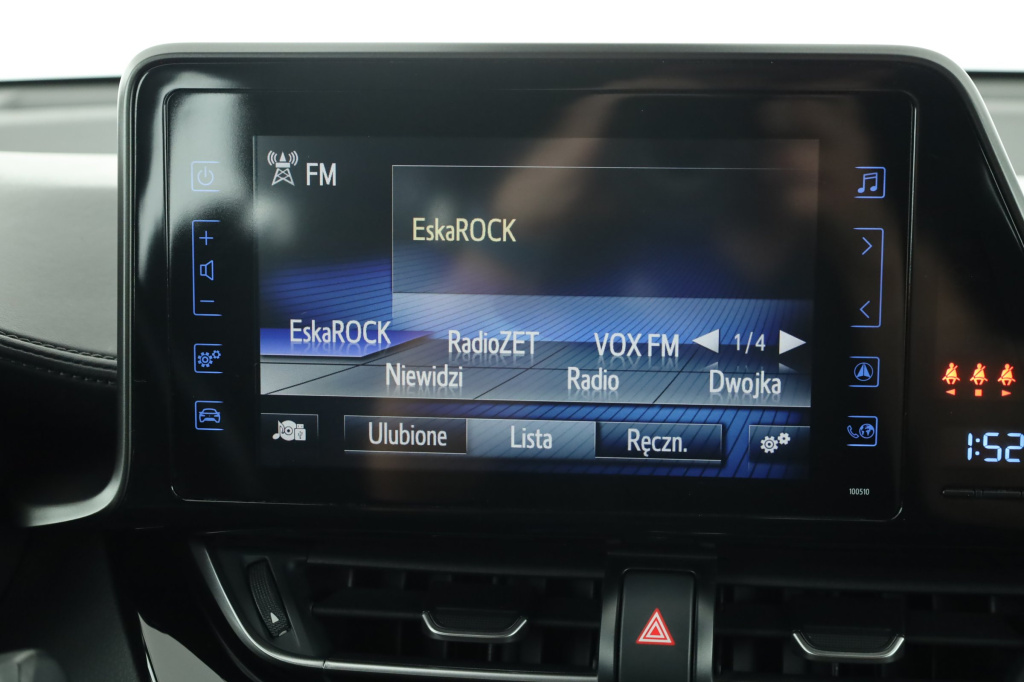 FM
EskaROCK
EskaROCK RadioZET VOX FM 1/4
Niewidzi Radio Dwojka
Ulubione Lista Ręczn.
100510
1:52